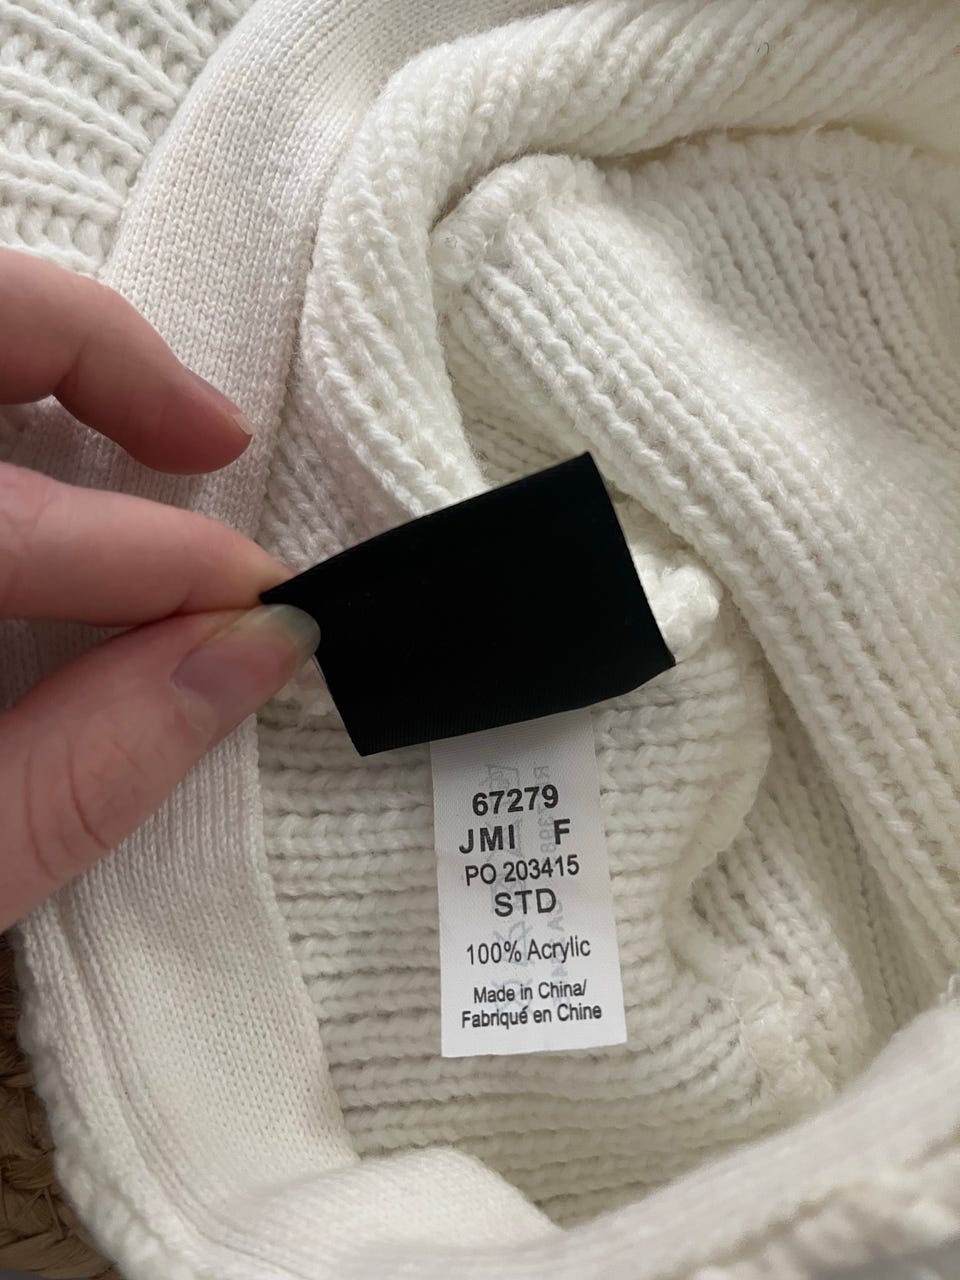 67279
JMI F
PO 203415
STD
100% Acrylic
Made in China/
Fabriqué en Chine